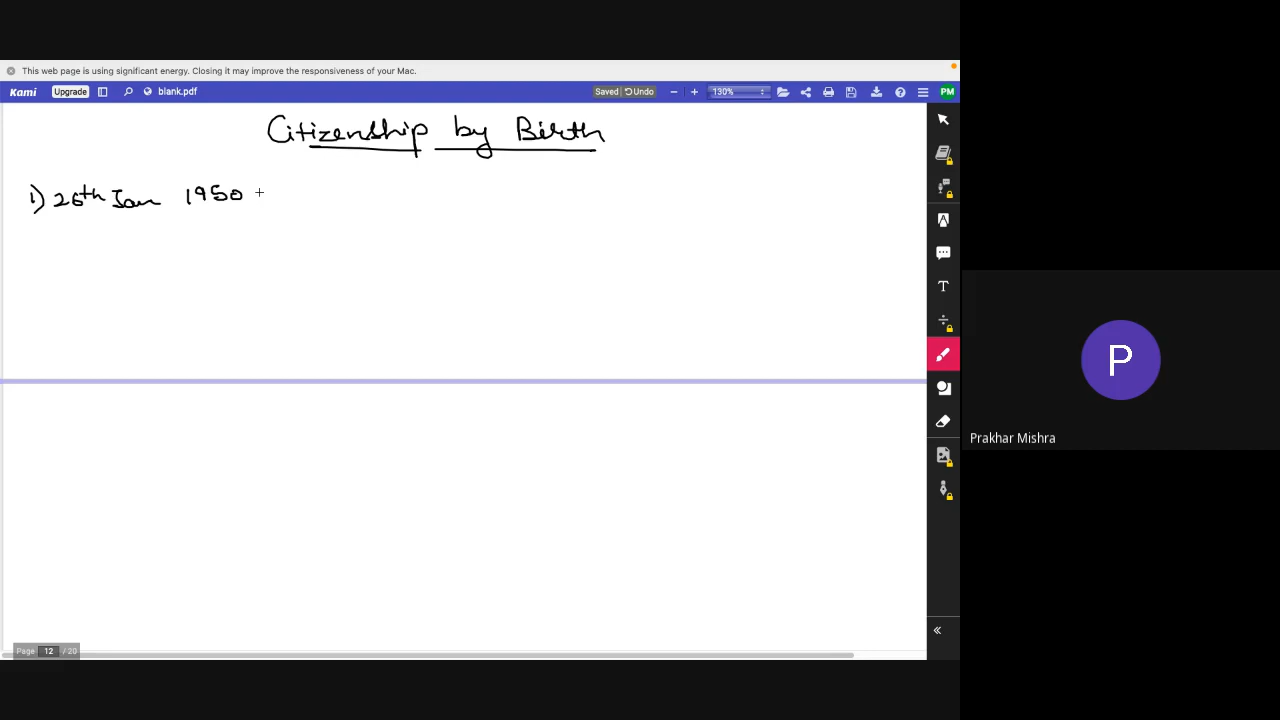 This web page is using significant energy. Closing it may improve the responsiveness of your Mac.
Kami Upgrade blank.pdf Saved Undo 130% PM
Citizenship by Birth
1) 26th Jan 1950
T
P
Prakhar Mishra
Page 12 / 20